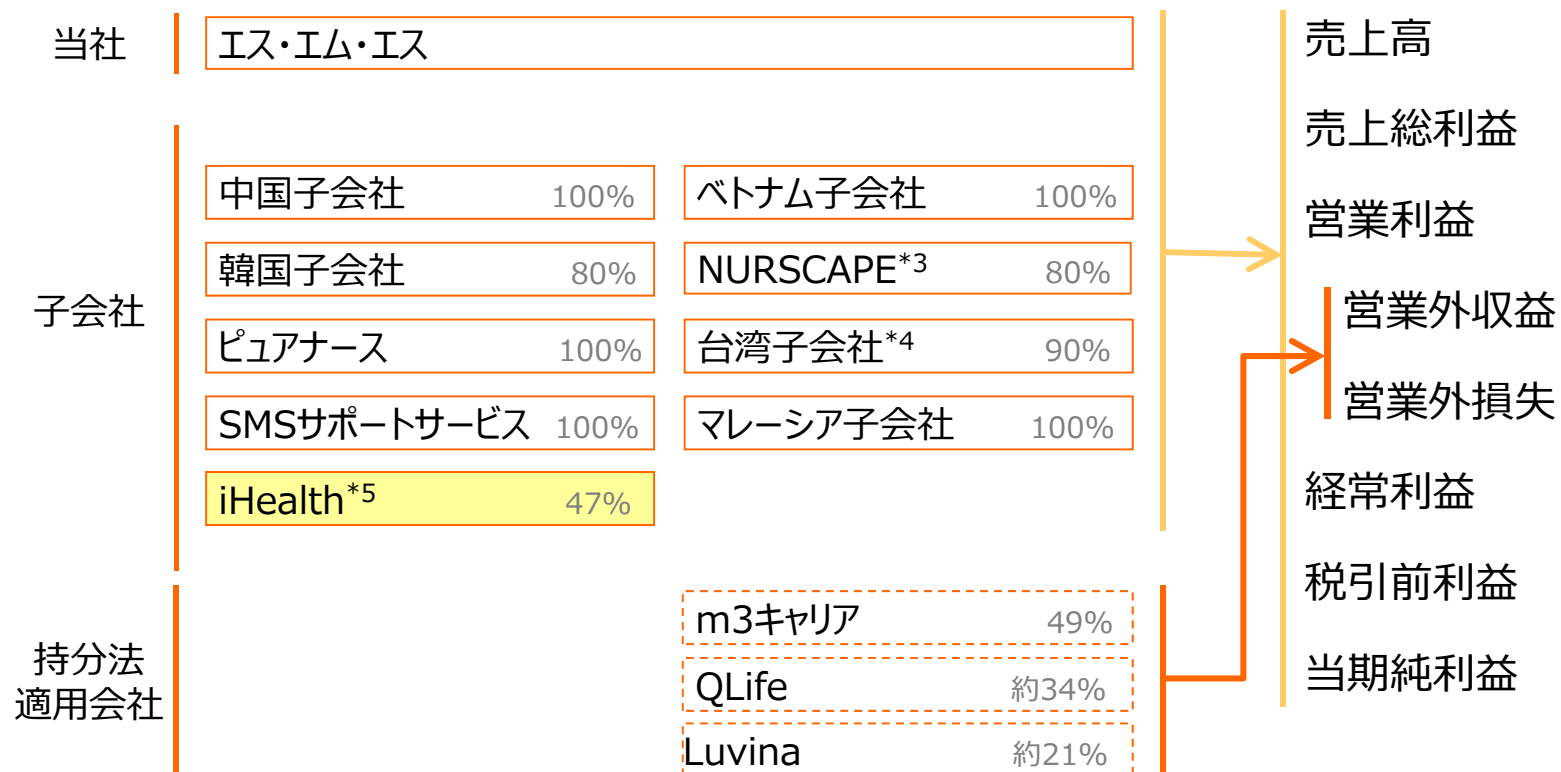 当社
エス・エム・エス
子会社
中国子会社 100%
ベトナム子会社 100%
韓国子会社 80%
NURSCAPE*3 80%
ピュアナース 100%
台湾子会社*4 90%
SMSサポートサービス 100%
マレーシア子会社 100%
iHealth*5 47%
持分法
適用会社
m3キャリア 49%
QLife 約34%
Luvina 約21%
売上高
売上総利益
営業利益
営業外収益
営業外損失
経常利益
税引前利益
当期純利益